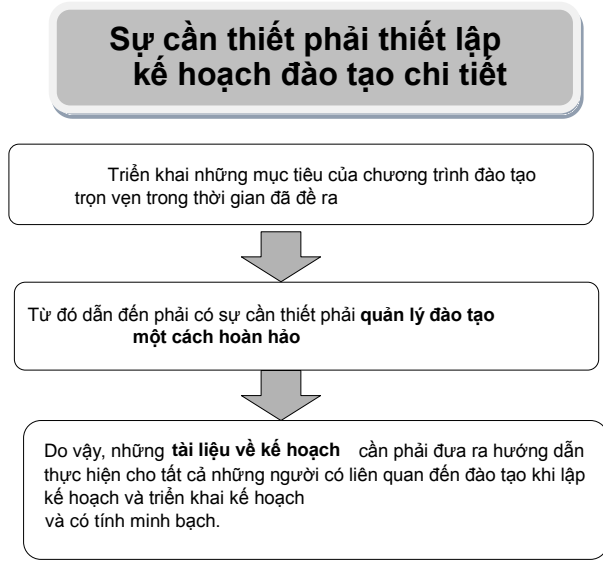 Sự cần thiết phải thiết lập
kế hoạch đào tạo chi tiết
Triển khai những mục tiêu của chương trình đào tạo
trọn vẹn trong thời gian đã đề ra
Từ đó dẫn đến phải có sự cần thiết phải quản lý đào tạo
một cách hoàn hảo
Do vậy, những tài liệu về kế hoạch cần phải đưa ra hướng dẫn
thực hiện cho tất cả những người có liên quan đến đào tạo khi lập
kế hoạch và triển khai kế hoạch
và có tính minh bạch.